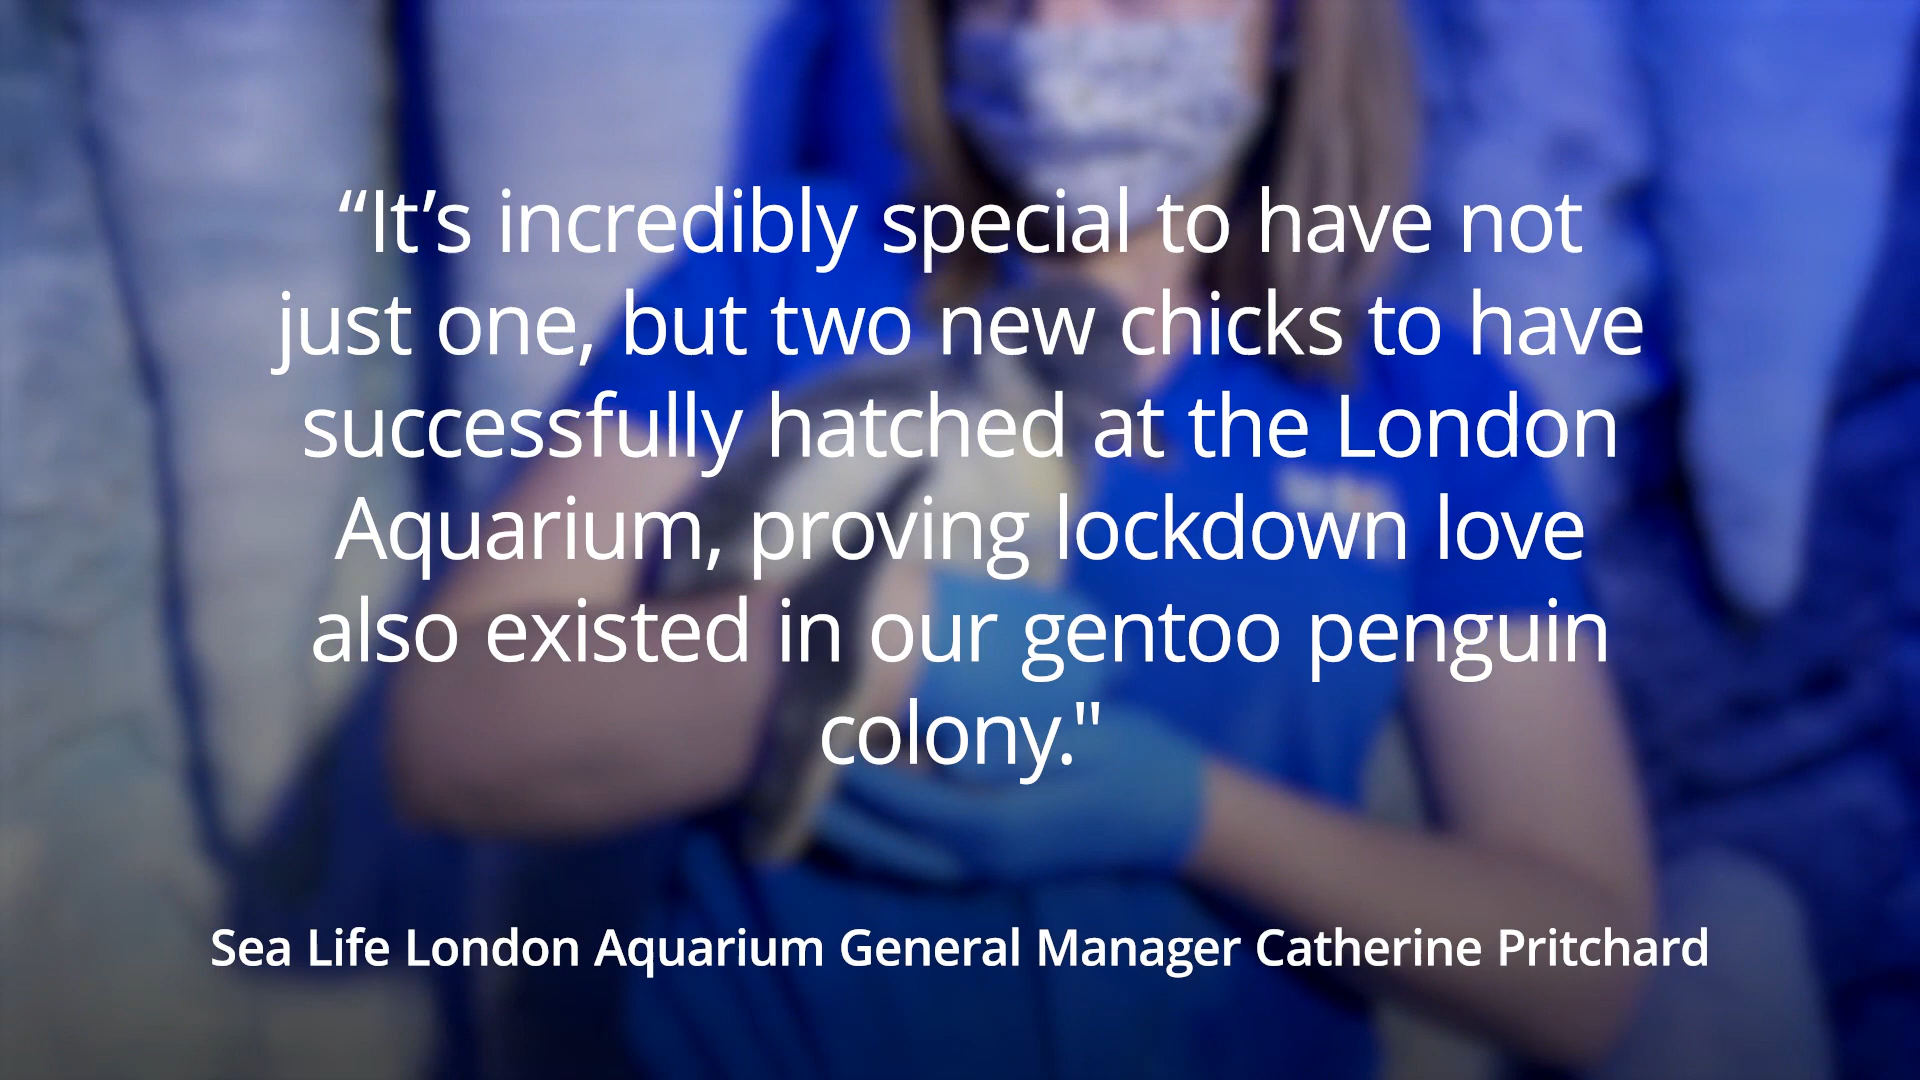 “It’s incredibly special to have not
just one, but two new chicks to have
successfully hatched at the London
Aquarium, proving lockdown love
also existed in our gentoo penguin
colony."
Sea Life London Aquarium General Manager Catherine Pritchard